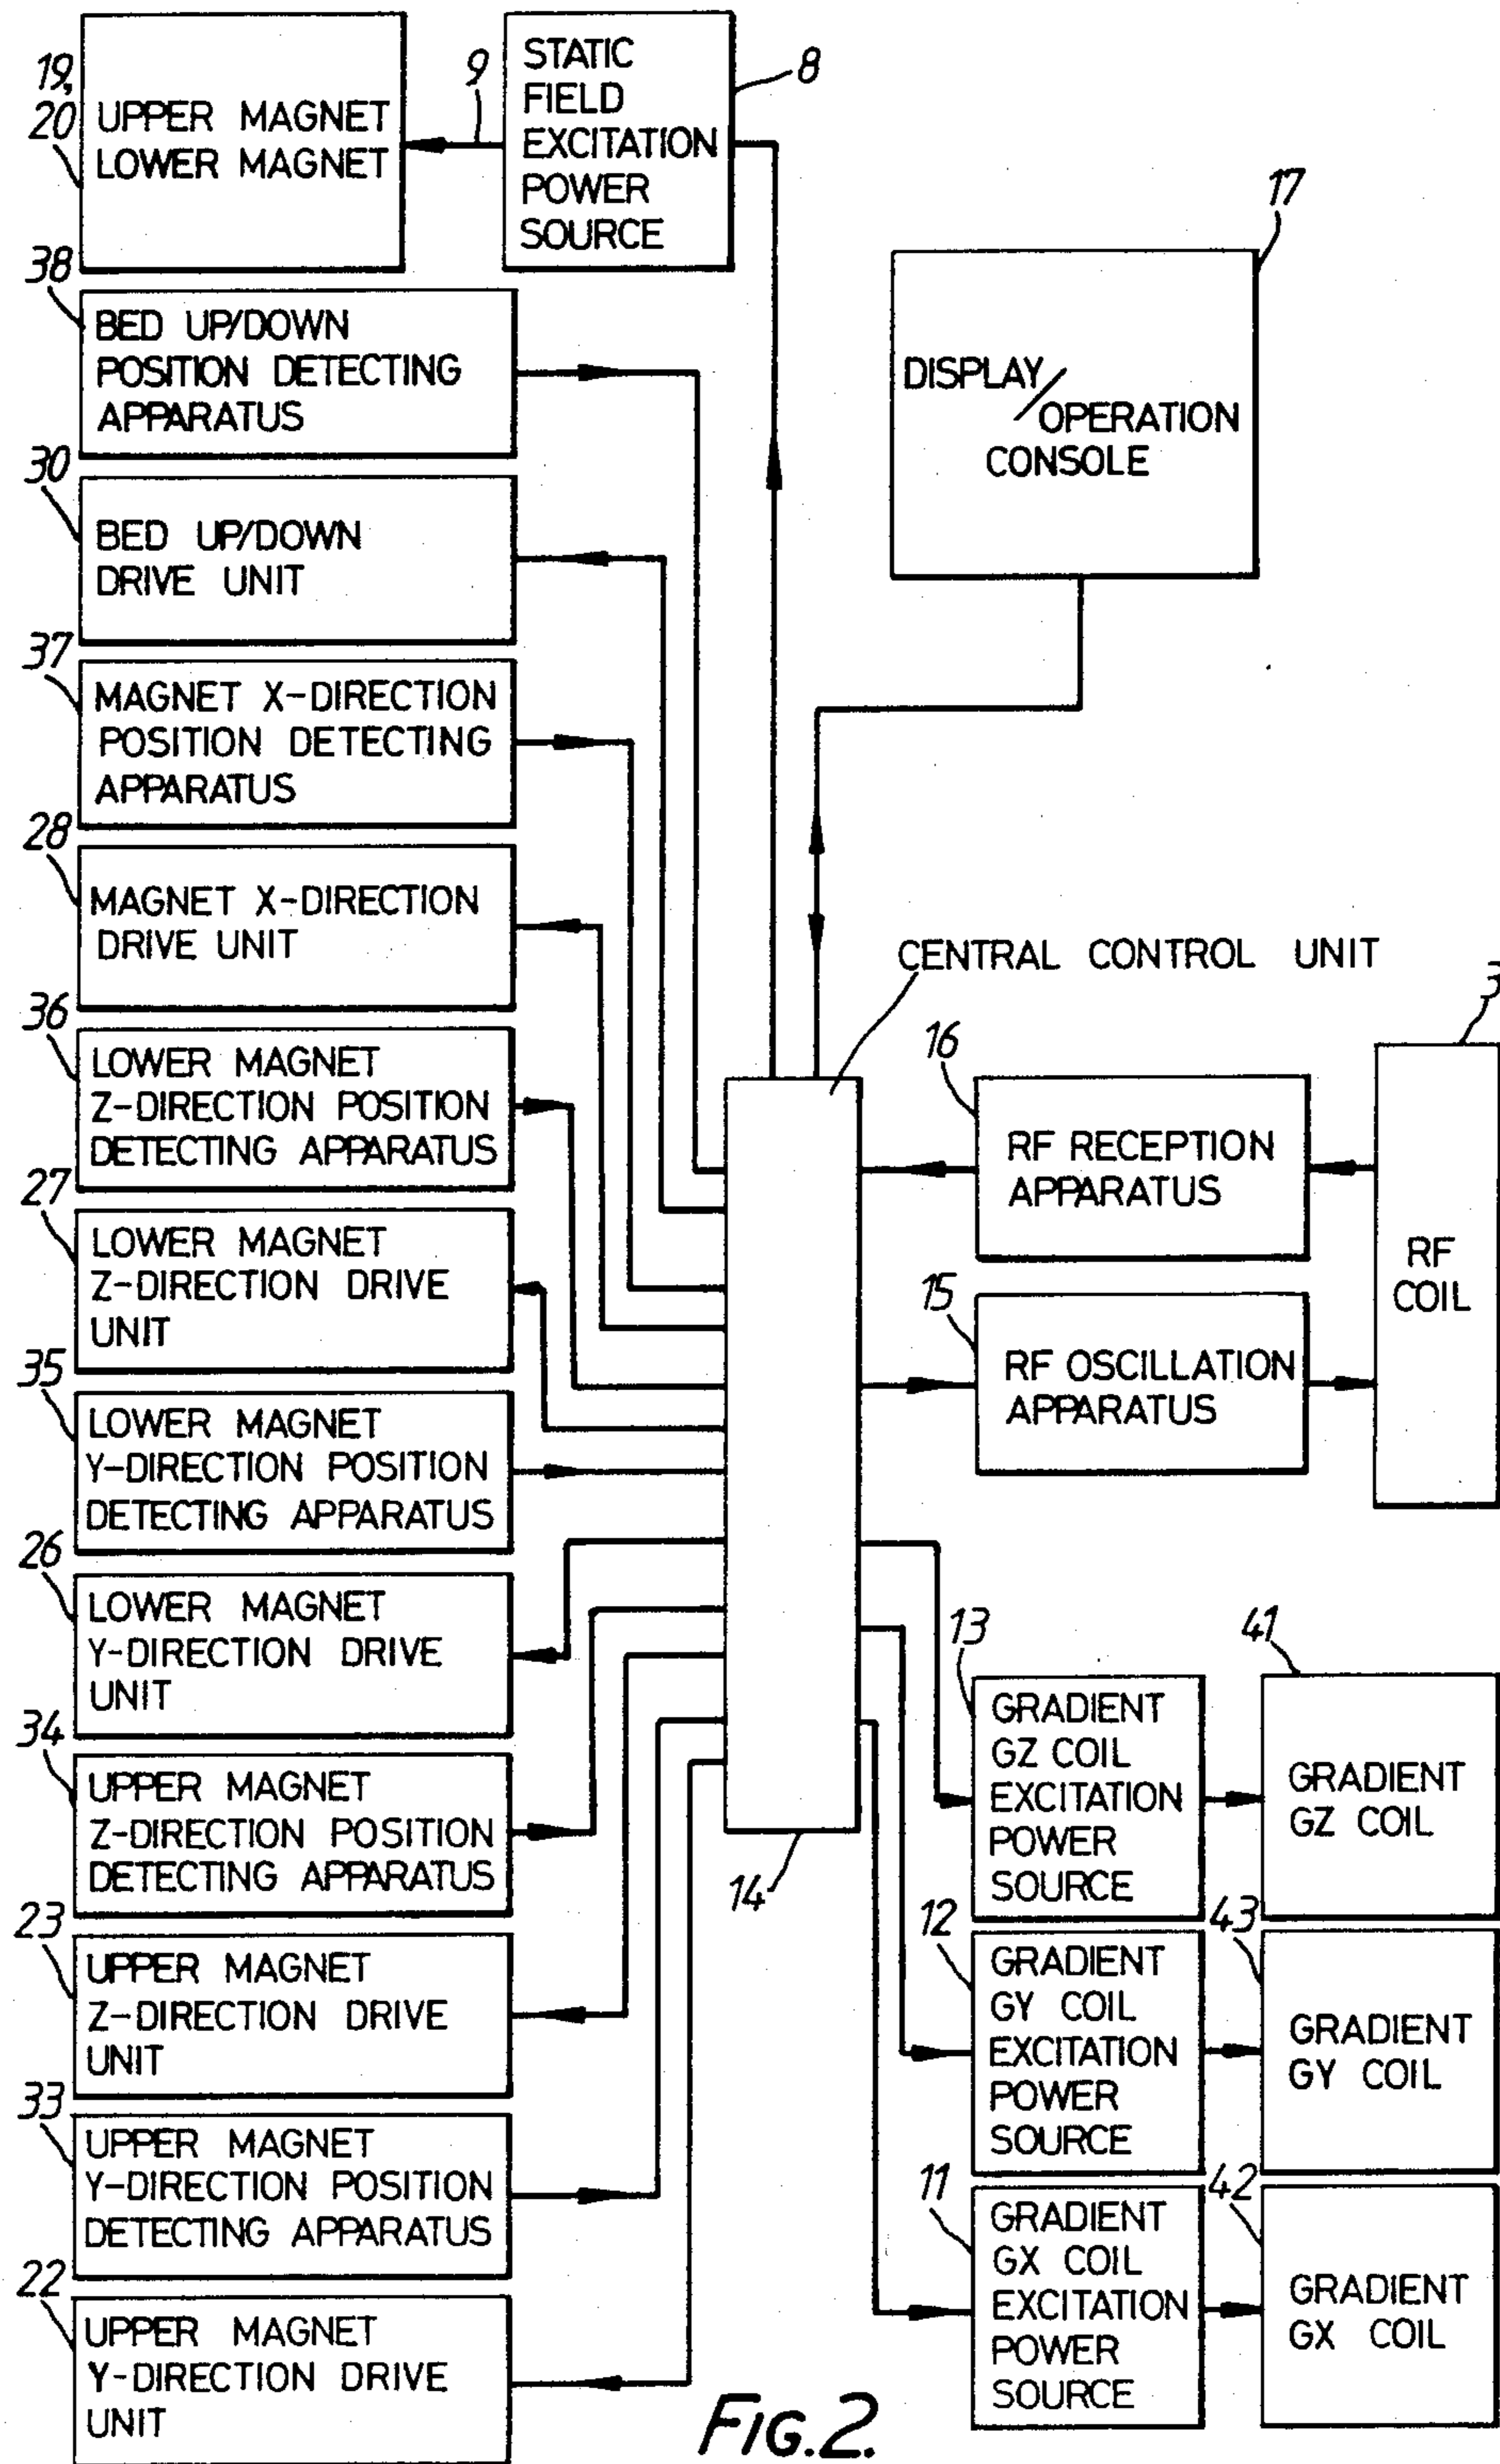 19,
20
UPPER MAGNET
LOWER MAGNET
9
STATIC
FIELD
EXCITATION
POWER
SOURCE
8
38
BED UP/DOWN
POSITION DETECTING
APPARATUS
30
BED UP/DOWN
DRIVE UNIT
37
MAGNET X-DIRECTION
POSITION DETECTING
APPARATUS
28
MAGNET X-DIRECTION
DRIVE UNIT
36
LOWER MAGNET
Z-DIRECTION POSITION
DETECTING APPARATUS
27
LOWER MAGNET
Z-DIRECTION DRIVE
UNIT
35
LOWER MAGNET
Y-DIRECTION POSITION
DETECTING APPARATUS
26
LOWER MAGNET
Y-DIRECTION DRIVE
UNIT
34
UPPER MAGNET
Z-DIRECTION POSITION
DETECTING APPARATUS
23
UPPER MAGNET
Z-DIRECTION DRIVE
UNIT
33
UPPER MAGNET
Y-DIRECTION POSITION
DETECTING APPARATUS
22
UPPER MAGNET
Y-DIRECTION DRIVE
UNIT
17
DISPLAY/
OPERATION
CONSOLE
CENTRAL CONTROL UNIT
14
16
RF RECEPTION
APPARATUS
3
RF
COIL
15
RF OSCILLATION
APPARATUS
13
GRADIENT
GZ COIL
EXCITATION
POWER
SOURCE
41
GRADIENT
GZ COIL
12
GRADIENT
GY COIL
EXCITATION
POWER
SOURCE
43
GRADIENT
GY COIL
11
GRADIENT
GX COIL
EXCITATION
POWER
SOURCE
42
GRADIENT
GX COIL
FIG.2.